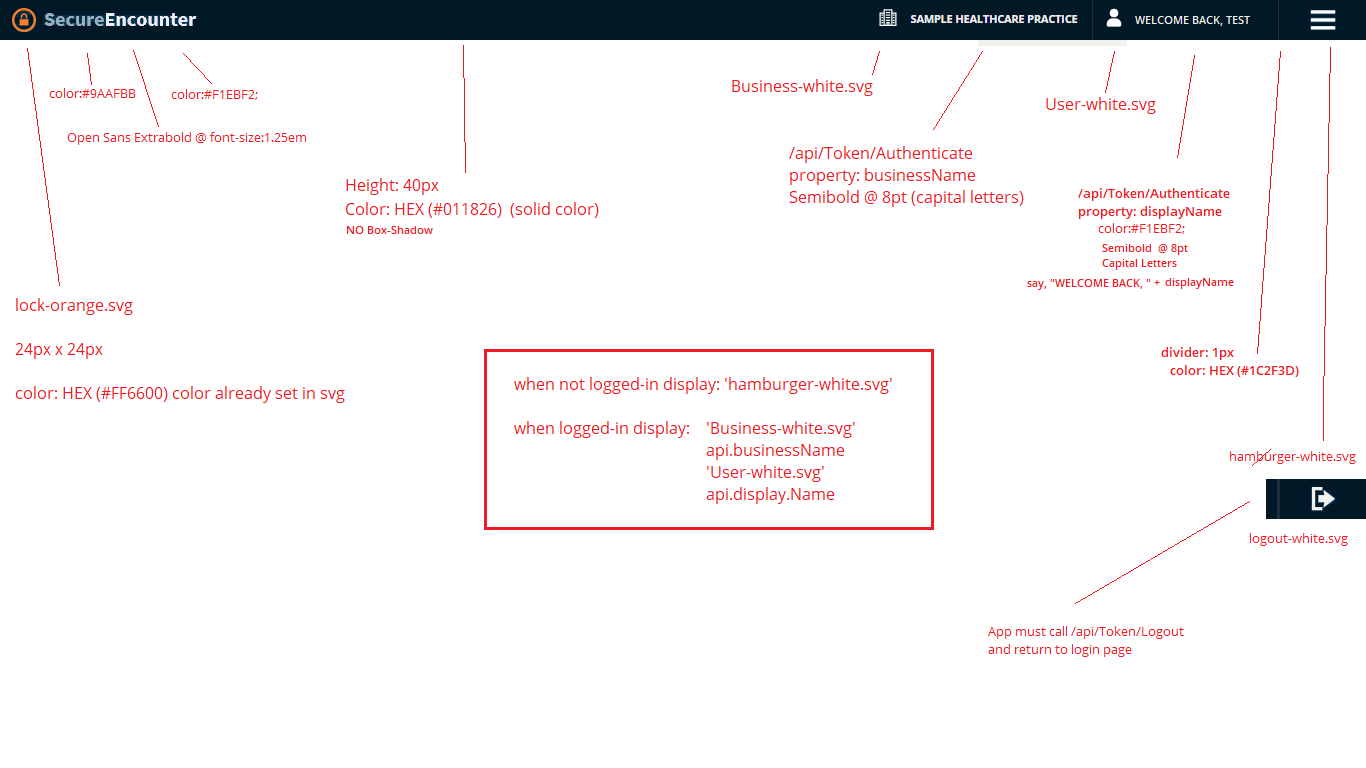 SecureEncounter
SAMPLE HEALTHCARE PRACTICE
WELCOME BACK, TEST
color:#9AAFBB
color:#F1EBF2;
Open Sans Extrabold @ font-size:1.25em
Business-white.svg
User-white.svg
/api/Token/Authenticate
property: businessName
Semibold @ 8pt (capital letters)
Height: 40px
Color: HEX (#011826) (solid color)
NO Box-Shadow
/api/Token/Authenticate
property: displayName
color:#F1EBF2;
Semibold @ 8pt
Capital Letters
say, "WELCOME BACK, " + displayName
lock-orange.svg
24px x 24px
color: HEX (#FF6600) color already set in svg
divider: 1px
color: HEX (#1C2F3D)
when not logged-in display: 'hamburger-white.svg'
when logged-in display: 'Business-white.svg'
api.businessName
'User-white.svg'
api.display.Name
hamburger-white.svg
logout-white.svg
App must call /api/Token/Logout
and return to login page